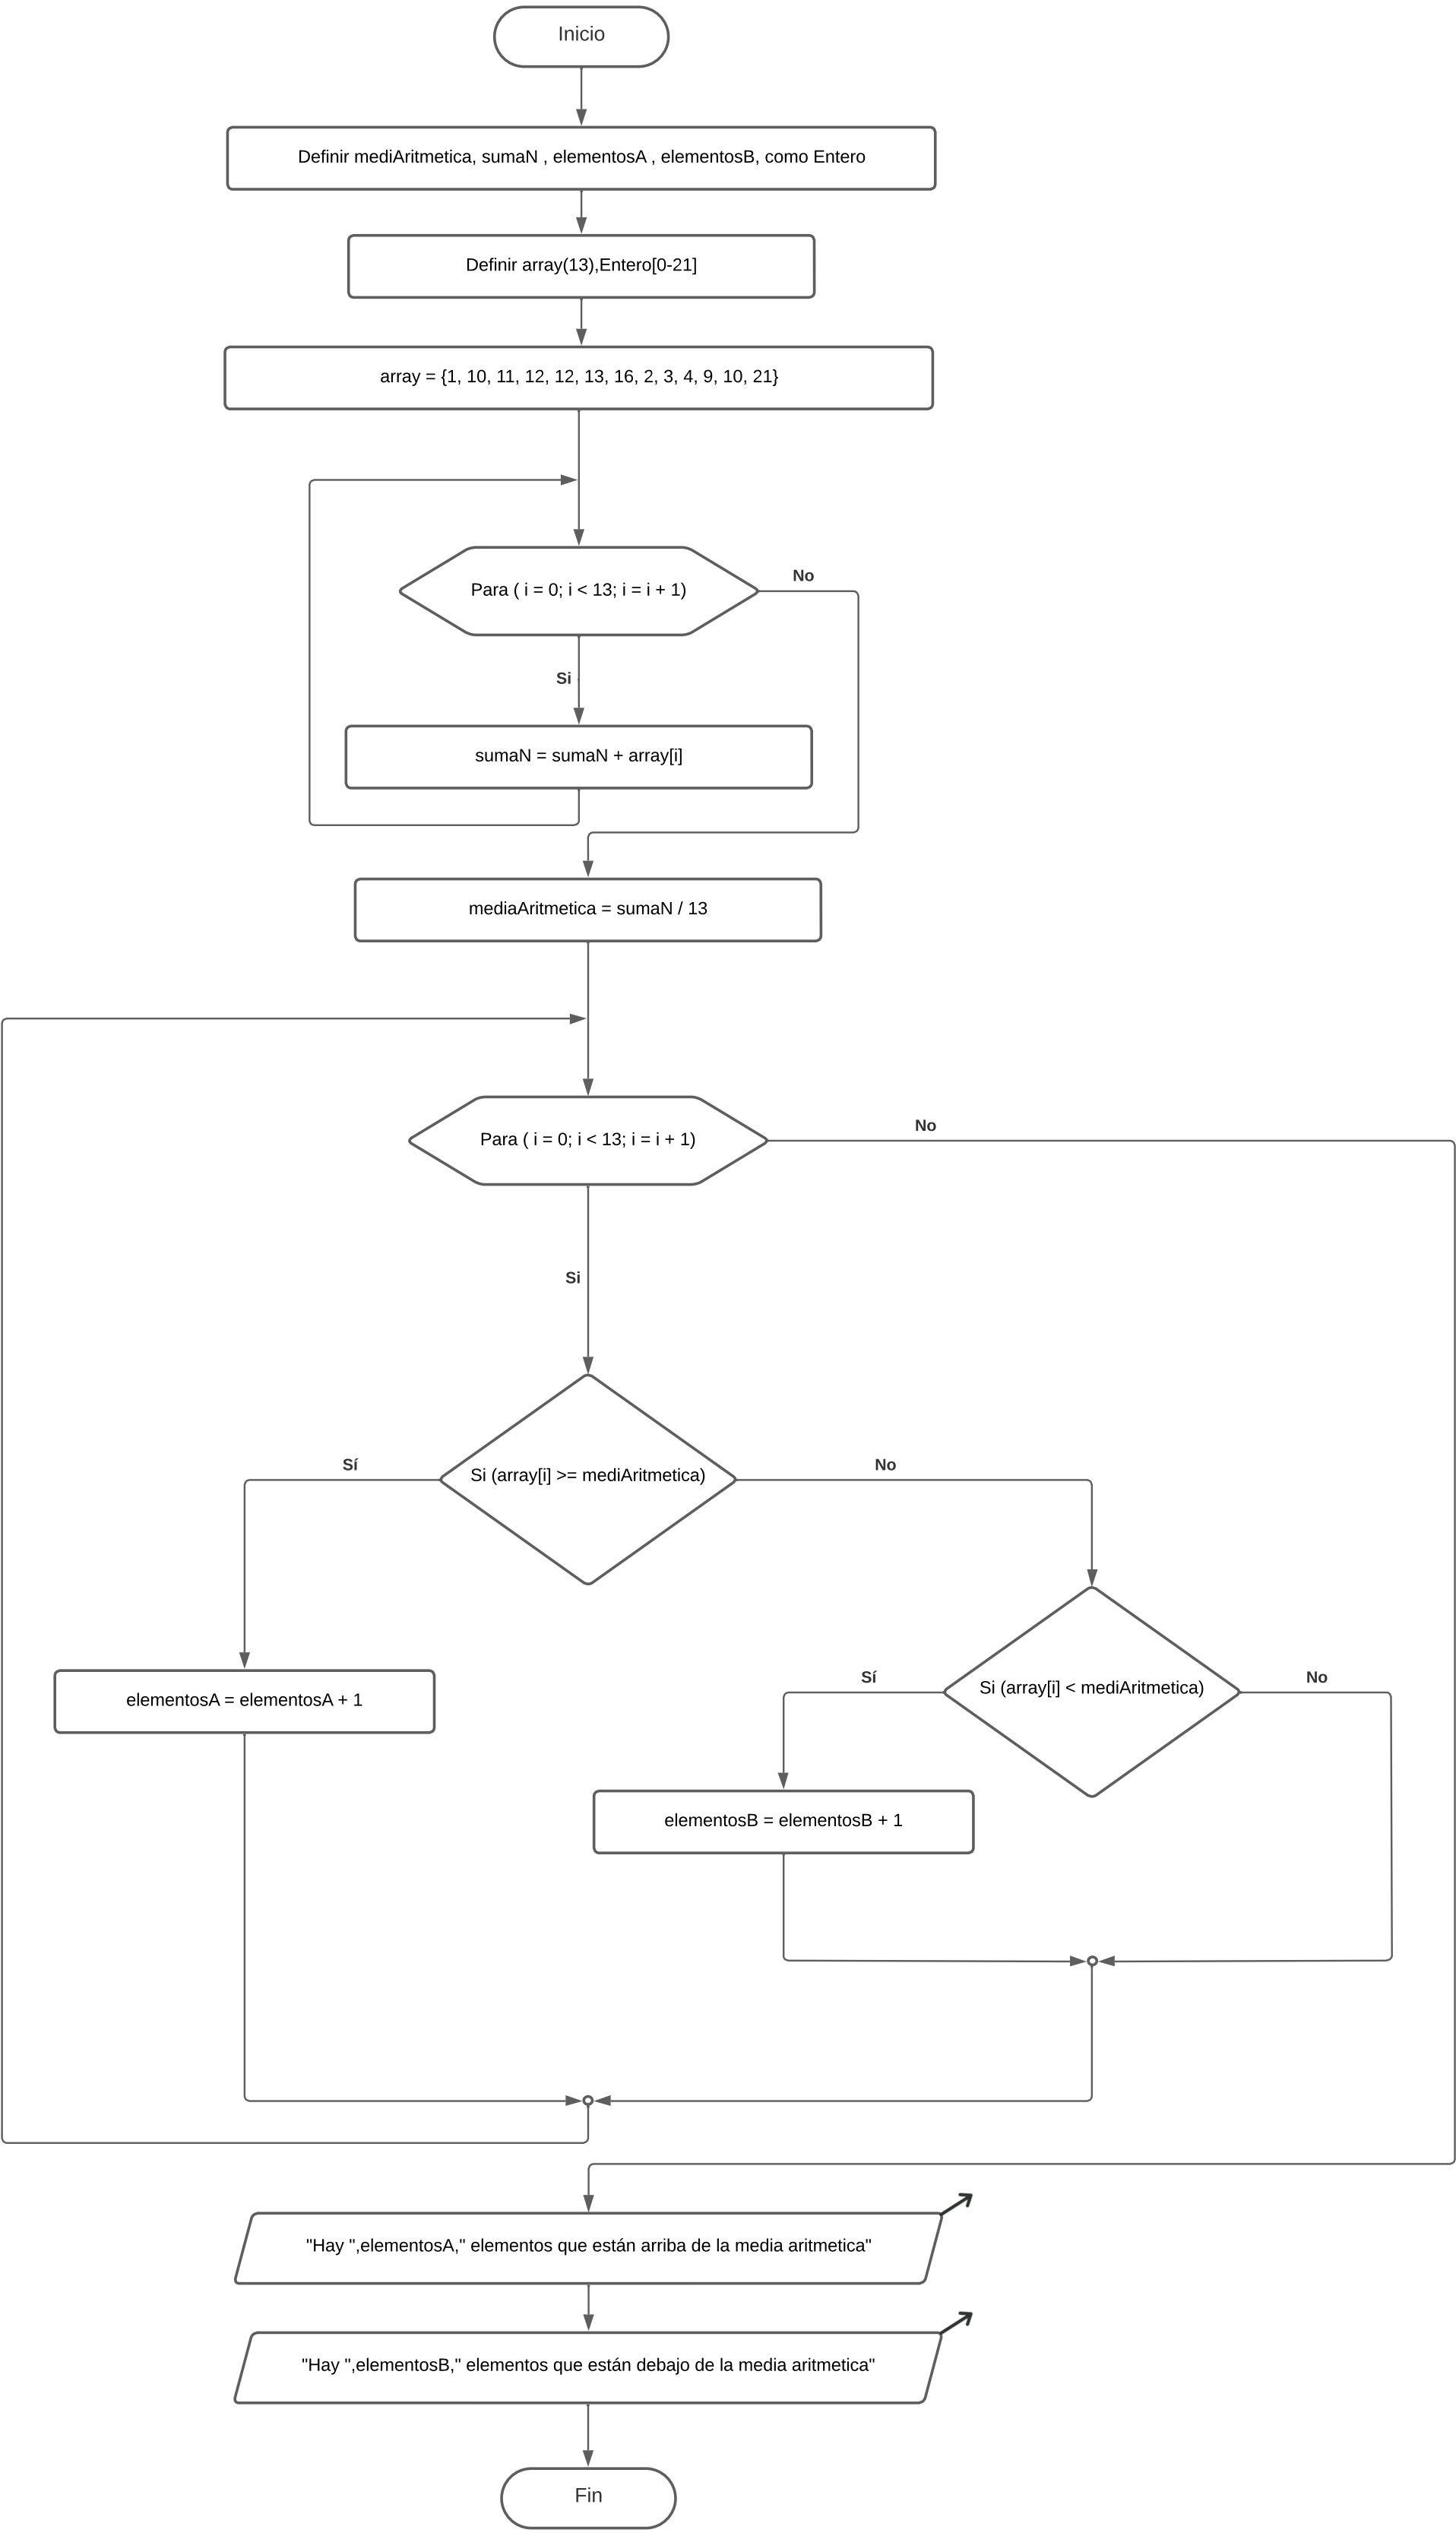 Inicio
Definir mediAritmetica, sumaN , elementosA , elementosB, como Entero
Definir array(13),Entero[0-21]
array = {1, 10, 11, 12, 12, 13, 16, 2, 3, 4, 9, 10, 21}
Para ( i = 0; i < 13; i = i + 1)
No
Si
sumaN = sumaN + array[i]
mediaAritmetica = sumaN / 13
Para ( i = 0; i < 13; i = i + 1)
No
Si
Si (array[i] >= mediAritmetica)
Sí
No
elementosA = elementosA + 1
Si (array[i] < mediAritmetica)
Sí
No
elementosB = elementosB + 1
"Hay ",elementosA," elementos que están arriba de la media aritmetica"
"Hay ",elementosB," elementos que están debajo de la media aritmetica"
Fin